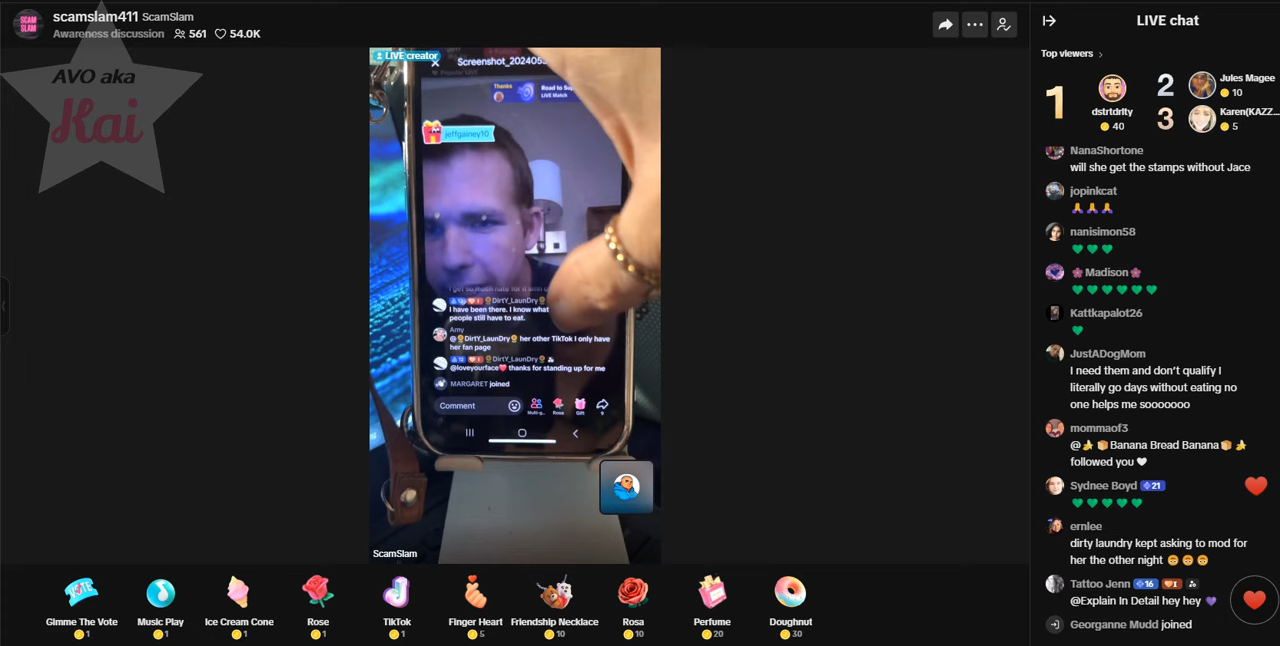 SCAM
SLAM
scamslam411 ScamSlam
Awareness discussion 561 54.0K
AVO aka
Kai
LIVE creator
Screenshot_202405
Thanks
Road to
LIVE Match
jeffgainey10
DirtY_LaunDry
I have been there. I know what
people still have to eat.
Amy
@DirtY_LaunDry her other TikTok I only have
her fan page
DirtY_LaunDry
@loveyourface thanks for standing up for me
MARGARET joined
Comment
Rose
Gift
ScamSlam
VOTE
Gimme The Vote
1
Music Play
1
Ice Cream Cone
1
Rose
1
TikTok
1
Finger Heart
5
Friendship Necklace
10
Rosa
10
Perfume
20
Doughnut
30
LIVE chat
Top viewers
1
dstrtdrlty
40
2
Jules Magee
10
3
Karen(KAZZ...
5
NanaShortone
will she get the stamps without Jace
jopinkcat
nanisimon58
Madison
Kattkapalot26
JustADogMom
I need them and don't qualify I
literally go days without eating no
one helps me sooooooo
mommaof3
@Banana Bread Banana
followed you
Sydnee Boyd 21
ernlee
dirty laundry kept asking to mod for
her the other night
Tattoo Jenn 16 I
@Explain In Detail hey hey
Georganne Mudd joined